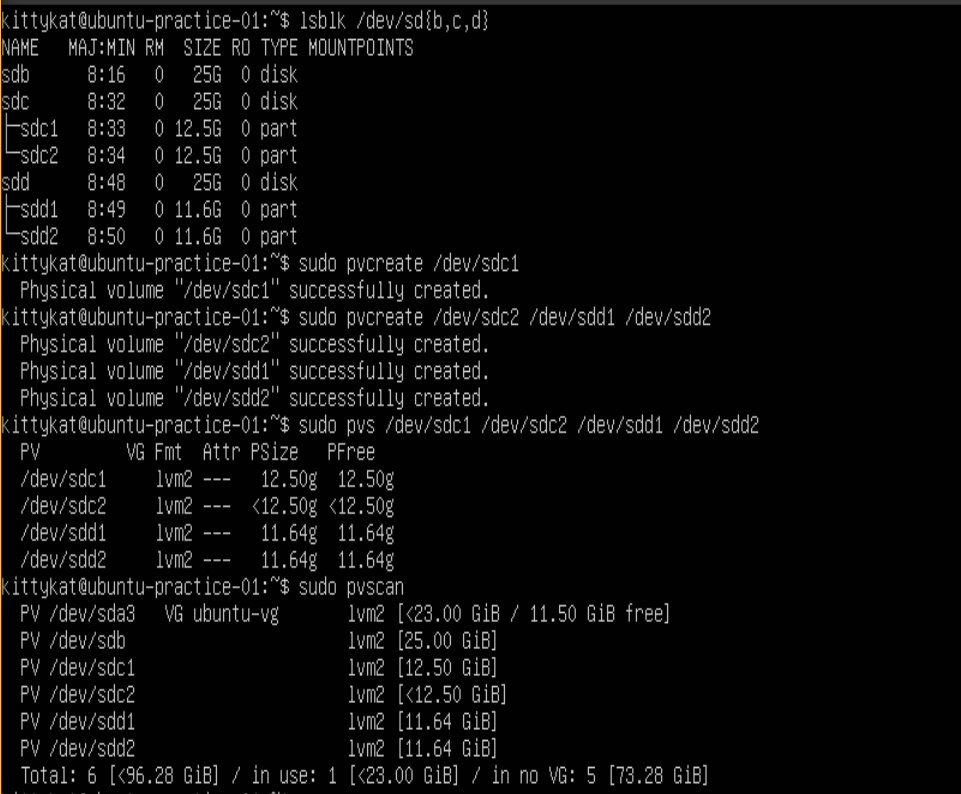 kittykat@ubuntu-practice-01:~$ lsblk /dev/sd{b,c,d}
NAME   MAJ:MIN RM  SIZE RO TYPE MOUNTPOINTS
sdb      8:16   0   25G  0 disk
sdc      8:32   0   25G  0 disk
├─sdc1   8:33   0 12.5G  0 part
└─sdc2   8:34   0 12.5G  0 part
sdd      8:48   0   25G  0 disk
├─sdd1   8:49   0 11.6G  0 part
└─sdd2   8:50   0 11.6G  0 part
kittykat@ubuntu-practice-01:~$ sudo pvcreate /dev/sdc1
  Physical volume "/dev/sdc1" successfully created.
kittykat@ubuntu-practice-01:~$ sudo pvcreate /dev/sdc2 /dev/sdd1 /dev/sdd2
  Physical volume "/dev/sdc2" successfully created.
  Physical volume "/dev/sdd1" successfully created.
  Physical volume "/dev/sdd2" successfully created.
kittykat@ubuntu-practice-01:~$ sudo pvs /dev/sdc1 /dev/sdc2 /dev/sdd1 /dev/sdd2
  PV         VG Fmt  Attr PSize   PFree
  /dev/sdc1     lvm2 ---   12.50g  12.50g
  /dev/sdc2     lvm2 ---  <12.50g <12.50g
  /dev/sdd1     lvm2 ---   11.64g  11.64g
  /dev/sdd2     lvm2 ---   11.64g  11.64g
kittykat@ubuntu-practice-01:~$ sudo pvscan
  PV /dev/sda3   VG ubuntu-vg       lvm2 [<23.00 GiB / 11.50 GiB free]
  PV /dev/sdb                       lvm2 [25.00 GiB]
  PV /dev/sdc1                      lvm2 [12.50 GiB]
  PV /dev/sdc2                      lvm2 [<12.50 GiB]
  PV /dev/sdd1                      lvm2 [11.64 GiB]
  PV /dev/sdd2                      lvm2 [11.64 GiB]
  Total: 6 [<96.28 GiB] / in use: 1 [<23.00 GiB] / in no VG: 5 [73.28 GiB]